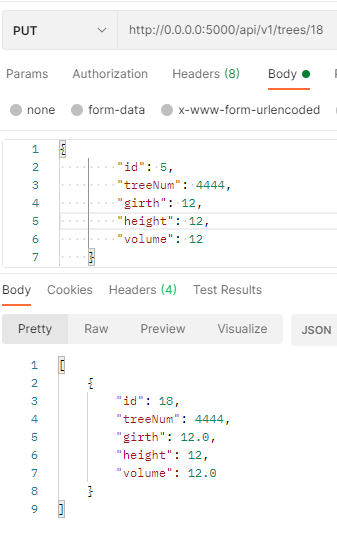 PUT http://0.0.0.0:5000/api/v1/trees/18
Params Authorization Headers (8) Body
none form-data x-www-form-urlencoded
1 {
2 "id": 5,
3 "treeNum": 4444,
4 "girth": 12,
5 "height": 12,
6 "volume": 12
7 }
Body Cookies Headers (4) Test Results
Pretty Raw Preview Visualize JSON
1 [
2 {
3 "id": 18,
4 "treeNum": 4444,
5 "girth": 12.0,
6 "height": 12,
7 "volume": 12.0
8 }
9 ]